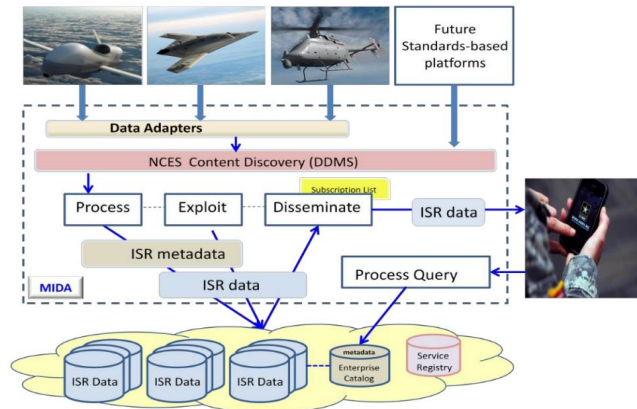 Future
Standards-based
platforms
Data Adapters
NCES Content Discovery (DDMS)
Subscription List
Process
Exploit
Disseminate
ISR data
ISR metadata
ISR data
Process Query
MIDA
ISR Data
ISR Data
ISR Data
metadata
Enterprise
Catalog
Service
Registry